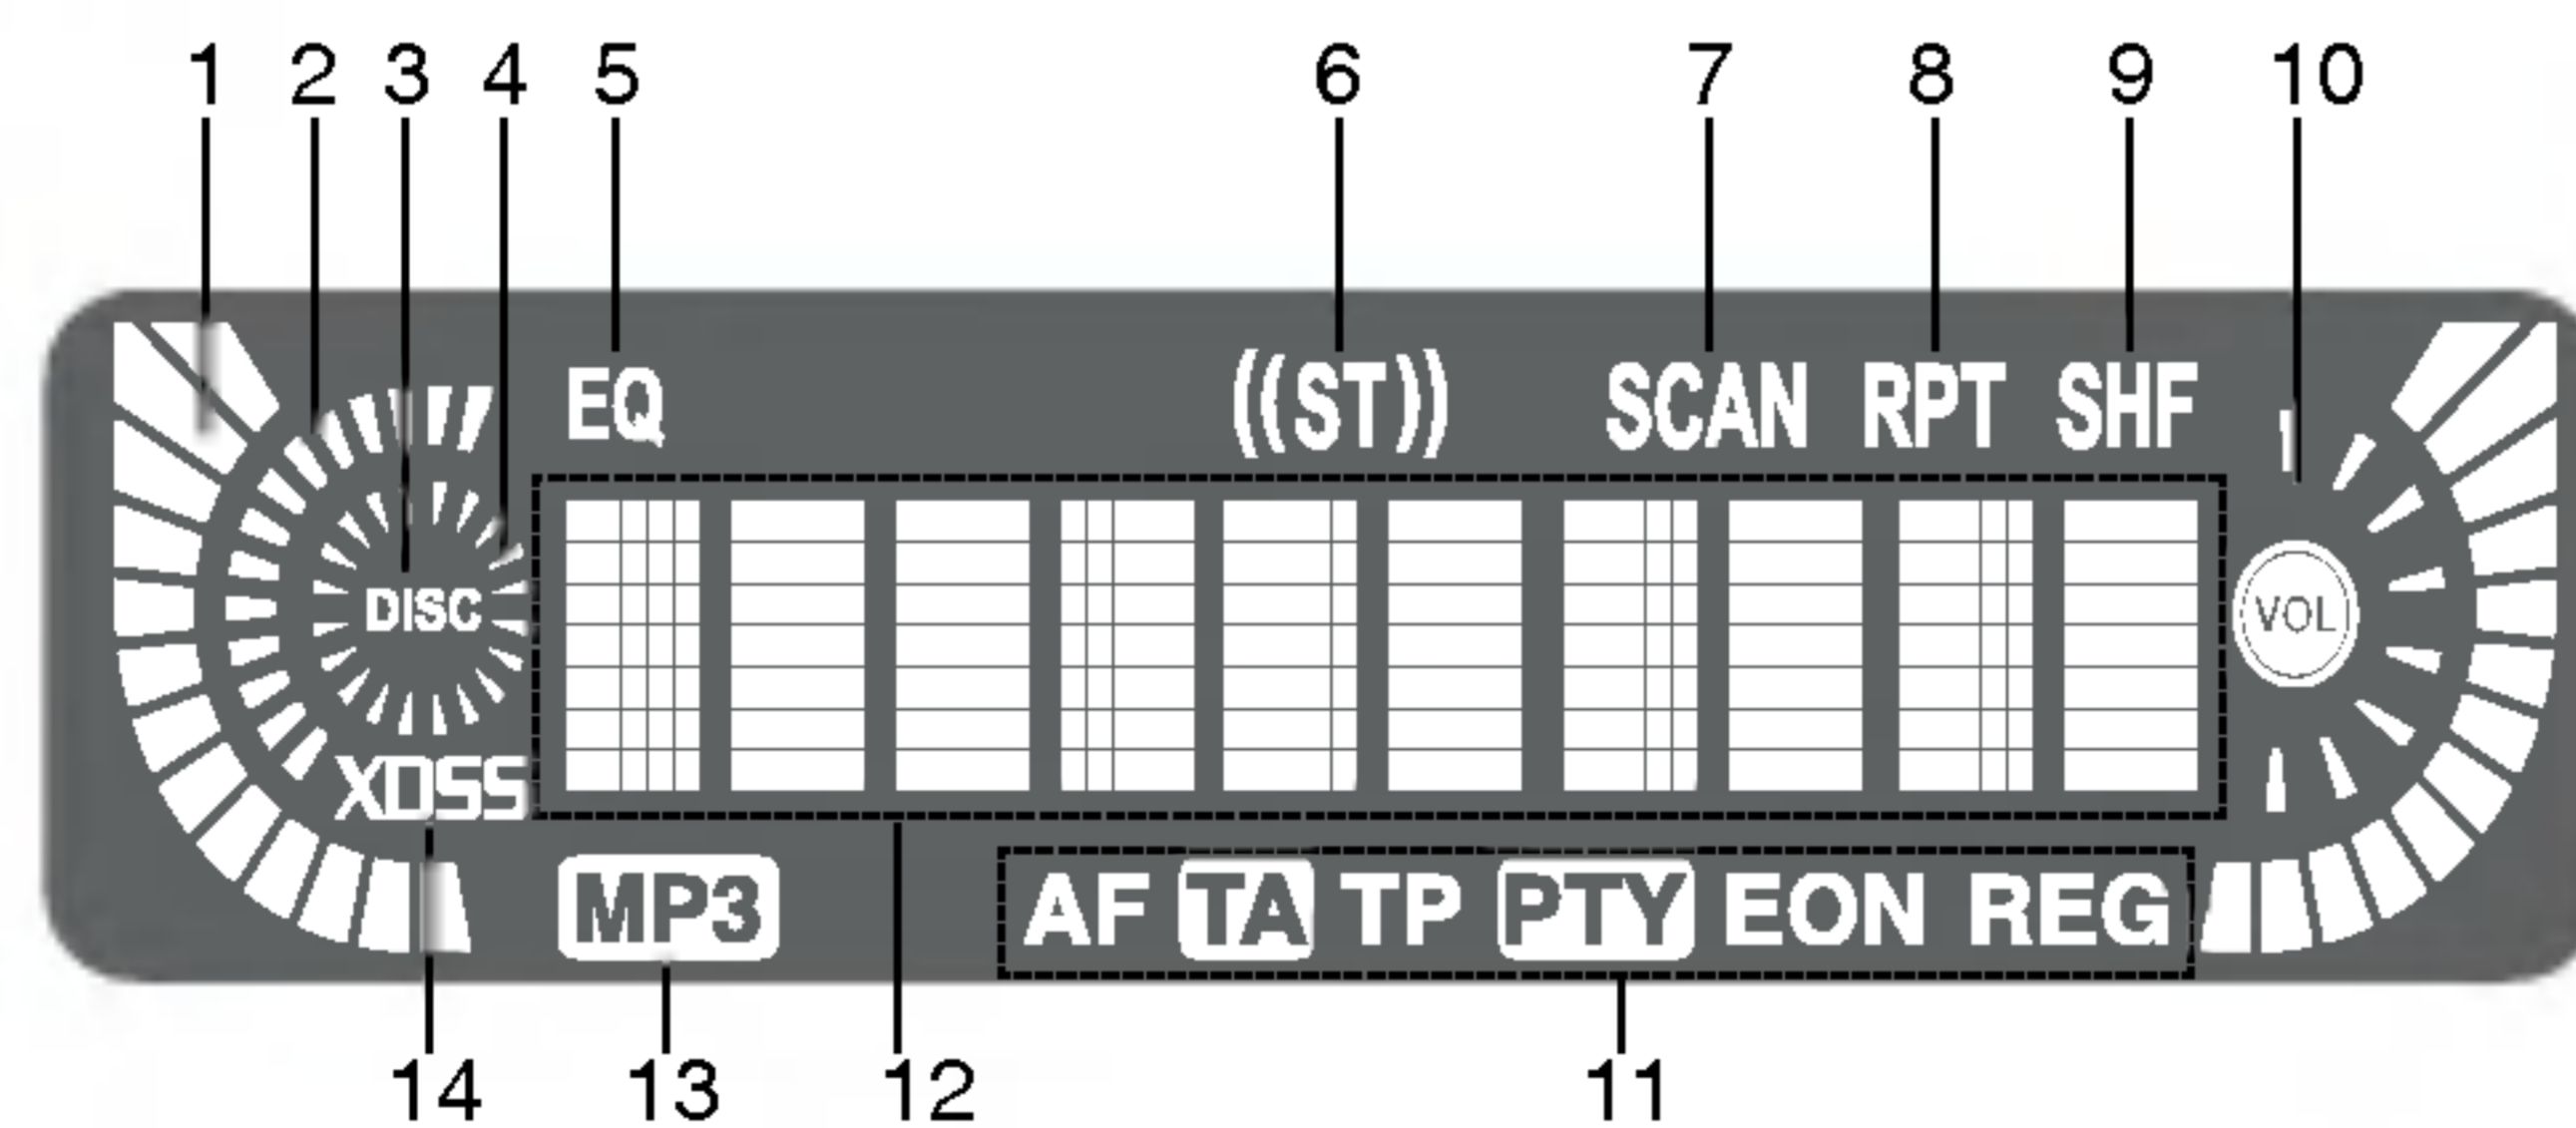 1 2 3 4 5 6 7 8 9 10
EQ ((ST)) SCAN RPT SHF
DISC VOL
XDSS
MP3 AF TA TP PTY EON REG
14 13 12 11